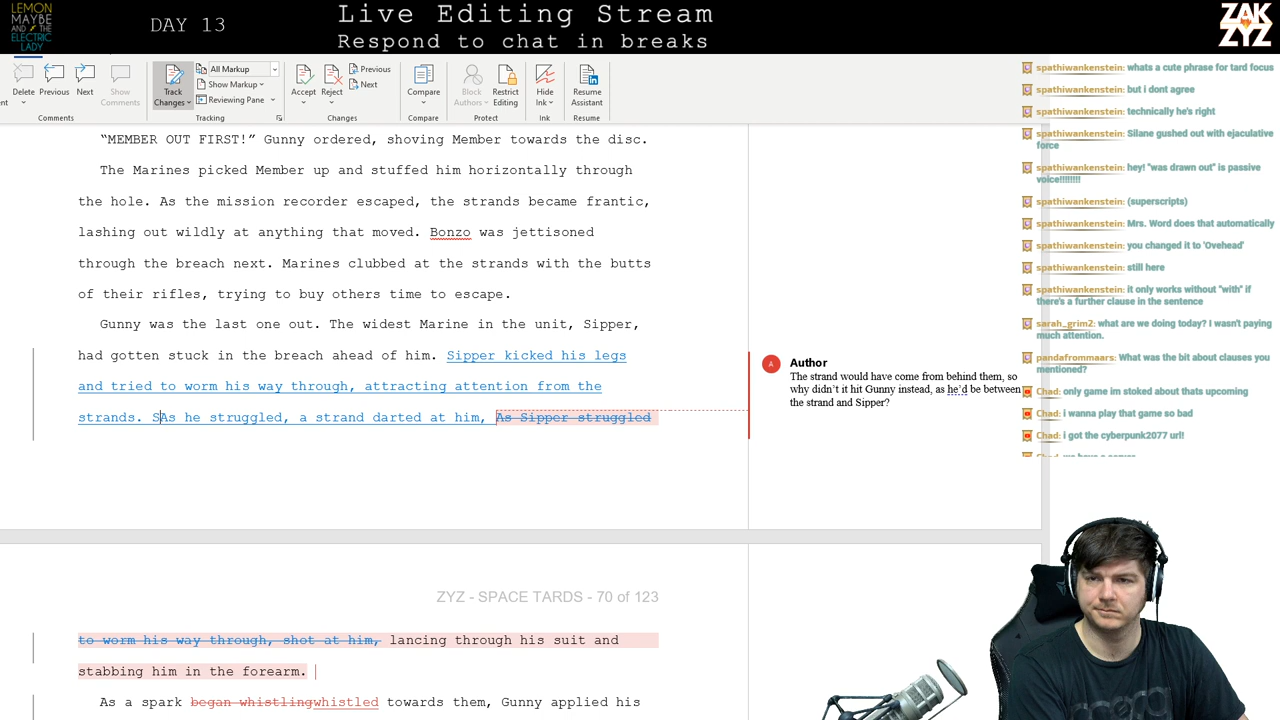 LEMON
MAYBE
AND THE
ELECTRIC
LADY
DAY 13
Live Editing Stream
Respond to chat in breaks
ZAK
ZYZ
Delete
Previous
Next
Show
Comments
Comments
Track
Changes
All Markup
Show Markup
Reviewing Pane
Tracking
Accept
Reject
Previous
Next
Changes
Compare
Compare
Block
Authors
Restrict
Editing
Protect
Hide
Ink
Ink
Resume
Assistant
Resume
“MEMBER OUT FIRST!” Gunny ordered, shoving Member towards the disc.
The Marines picked Member up and stuffed him horizontally through
the hole. As the mission recorder escaped, the strands became frantic,
lashing out wildly at anything that moved. Bonzo was jettisoned
through the breach next. Marines clubbed at the strands with the butts
of their rifles, trying to buy others time to escape.
Gunny was the last one out. The widest Marine in the unit, Sipper,
had gotten stuck in the breach ahead of him. Sipper kicked his legs
and tried to worm his way through, attracting attention from the
strands. SAs he struggled, a strand darted at him, As Sipper struggled
A
Author
The strand would have come from behind them, so
why didn’t it hit Gunny instead, as he’d be between
the strand and Sipper?
ZYZ - SPACE TARDS - 70 of 123
to worm his way through, shot at him, lancing through his suit and
stabbing him in the forearm.
As a spark began whistlingwhistled towards them, Gunny applied his
spathiwankenstein: whats a cute phrase for tard focus
spathiwankenstein: but i dont agree
spathiwankenstein: technically he's right
spathiwankenstein: Silane gushed out with ejaculative
force
spathiwankenstein: hey! "was drawn out" is passive
voice!!!!!!!!
spathiwankenstein: (superscripts)
spathiwankenstein: Mrs. Word does that automatically
spathiwankenstein: you changed it to 'Ovehead'
spathiwankenstein: still here
spathiwankenstein: it only works without "with" if
there's a further clause in the sentence
sarah_grim2: what are we doing today? I wasn't paying
much attention.
pandafrommaars: What was the bit about clauses you
mentioned?
Chad: only game im stoked about thats upcoming
Chad: i wanna play that game so bad
Chad: i got the cyberpunk2077 url!